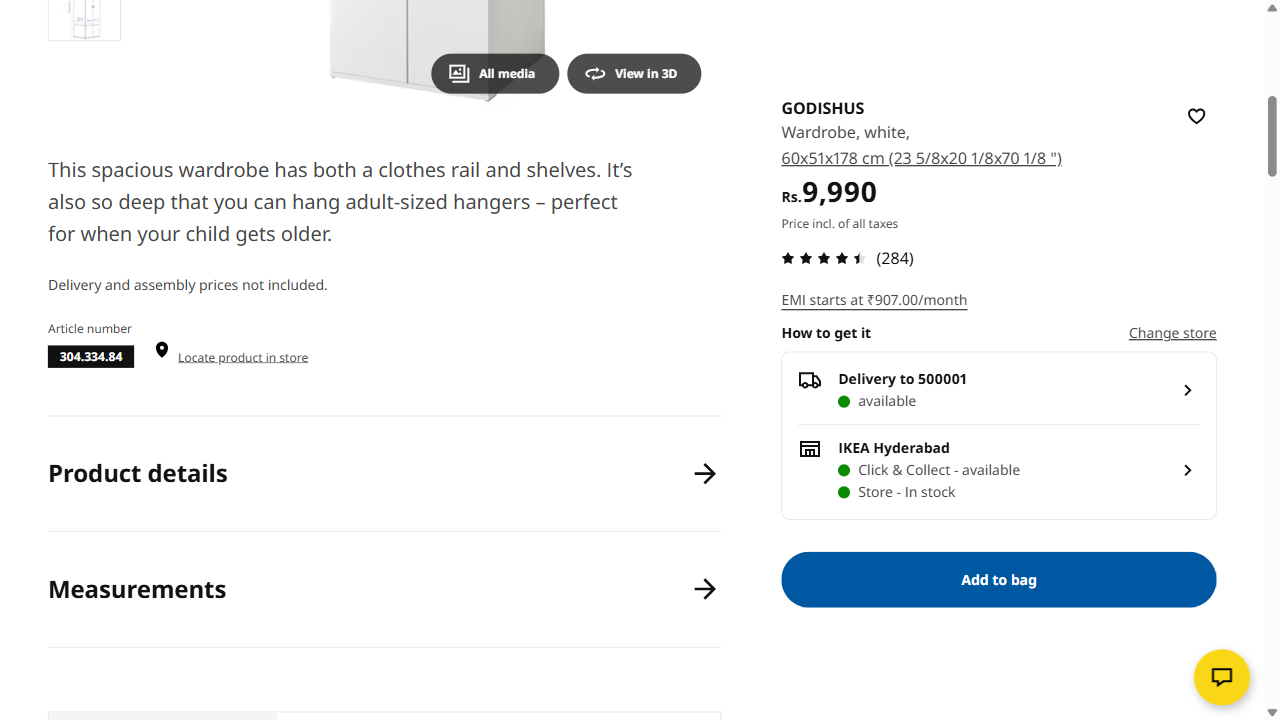 All media
View in 3D
This spacious wardrobe has both a clothes rail and shelves. It’s
also so deep that you can hang adult-sized hangers – perfect
for when your child gets older.
Delivery and assembly prices not included.
Article number
304.334.84
Locate product in store
Product details
Measurements
GODISHUS
Wardrobe, white,
60x51x178 cm (23 5/8x20 1/8x70 1/8 ")
Rs.9,990
Price incl. of all taxes
(284)
EMI starts at ₹907.00/month
How to get it
Change store
Delivery to 500001
available
IKEA Hyderabad
Click & Collect - available
Store - In stock
Add to bag